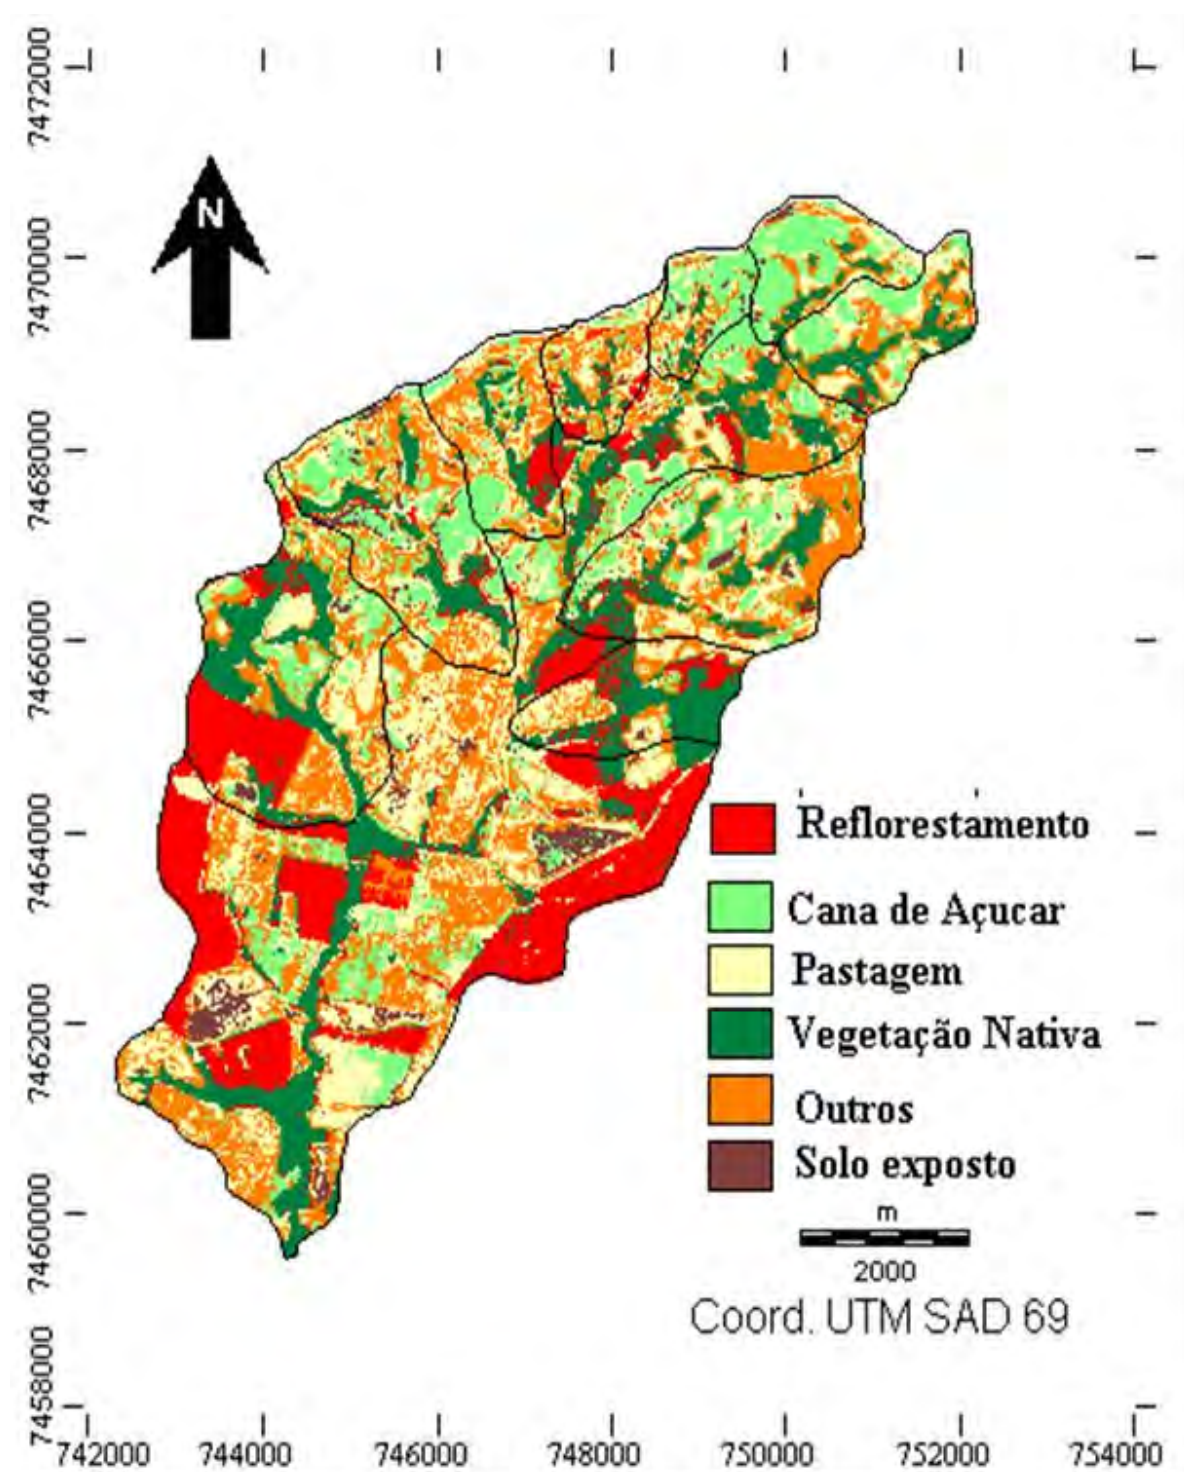 7472000
7470000
7468000
7466000
7464000
7462000
7460000
7458000
N
Reflorestamento
Cana de Açucar
Pastagem
Vegetação Nativa
Outros
Solo exposto
m
2000
Coord. UTM SAD 69
742000 744000 746000 748000 750000 752000 754000